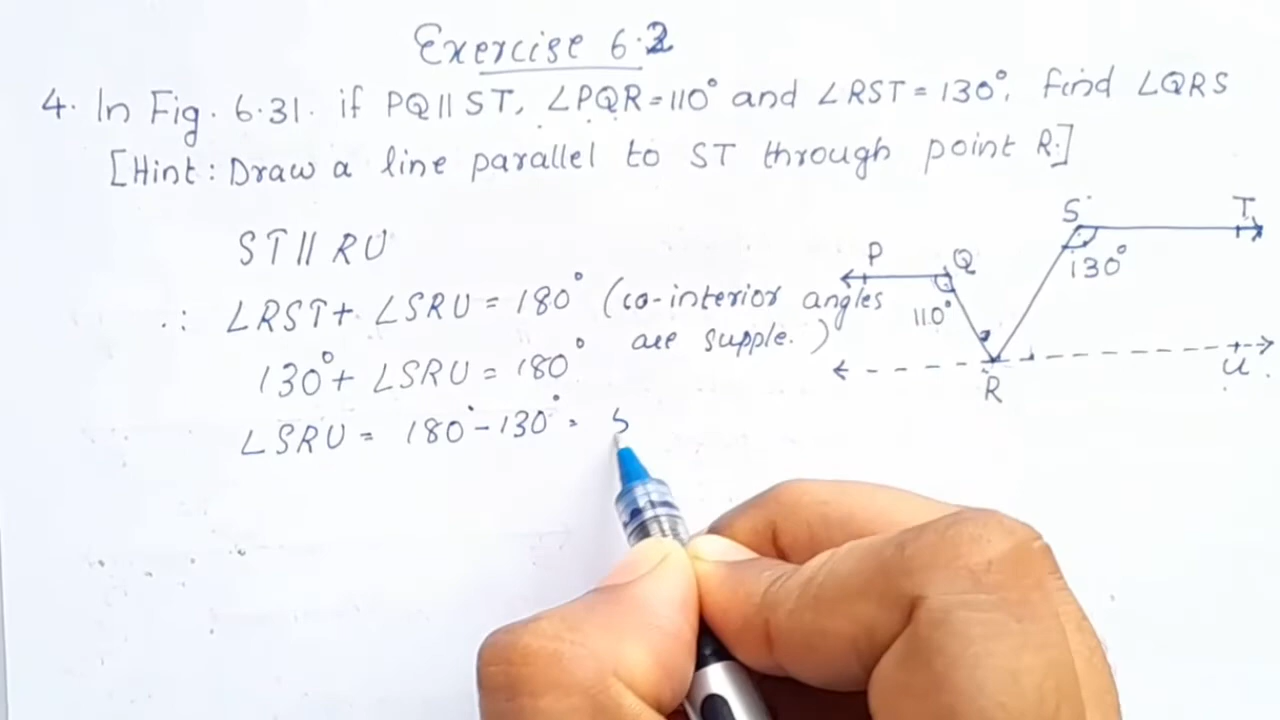 Exercise 6.2
4. In Fig. 6.31. if PQ || ST, ∠PQR = 110° and ∠RST = 130°, find ∠QRS
[Hint: Draw a line parallel to ST through point R.]
ST || RU
∴ ∠RST + ∠SRU = 180° (co-interior angles
are supple.)
130° + ∠SRU = 180°
∠SRU = 180° - 130° = 5
S T
P Q 130°
110°
R U